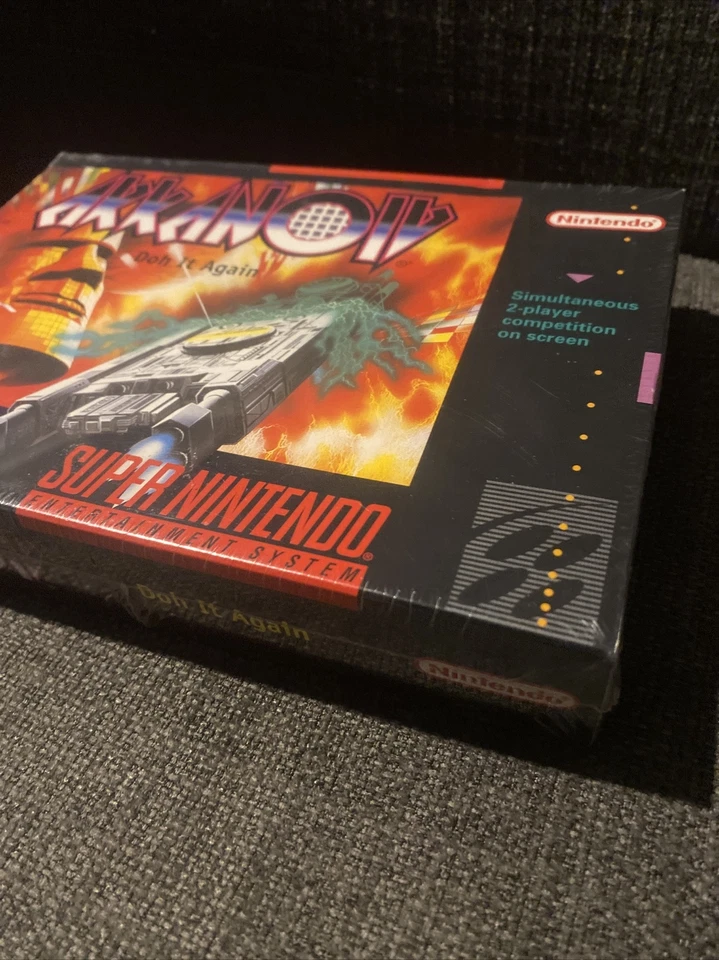 ARKANOID
Doh It Again
Nintendo®
Simultaneous
2-player
competition
on screen
SUPER NINTENDO®
ENTERTAINMENT SYSTEM
Doh It Again
Nintendo